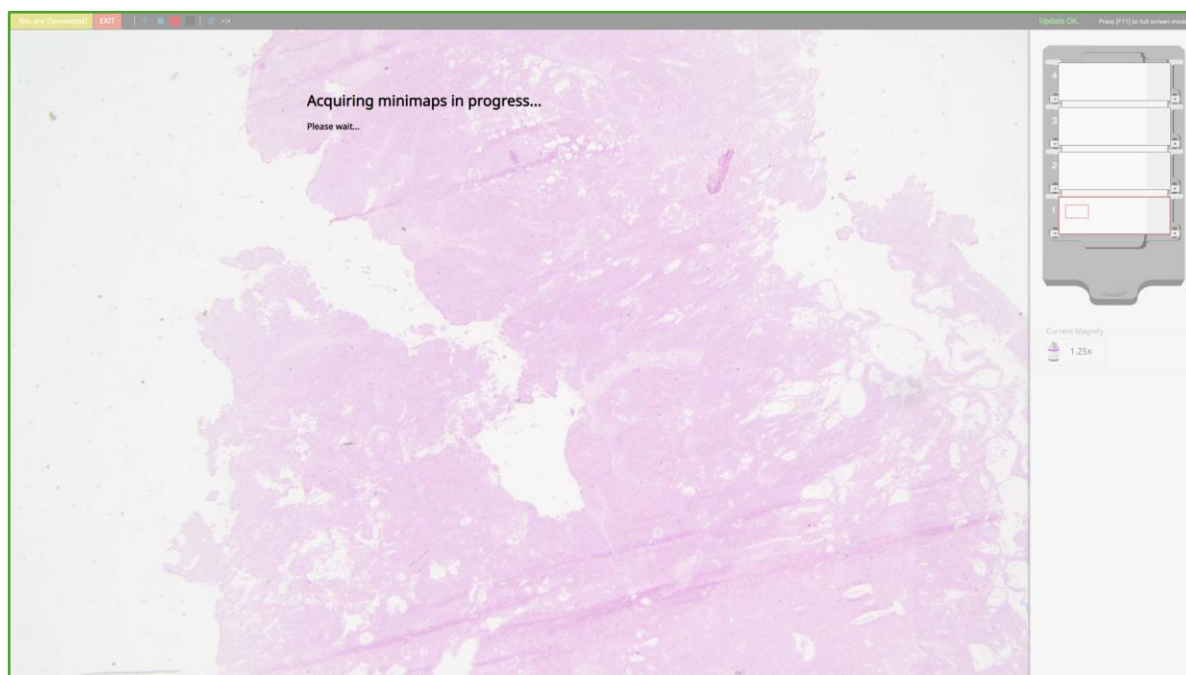 You are Connected! EXIT
Update OK. Press [F11] to full screen mode
Acquiring minimaps in progress...
Please wait...
4
3
2
1
Current Magnify
1.25x